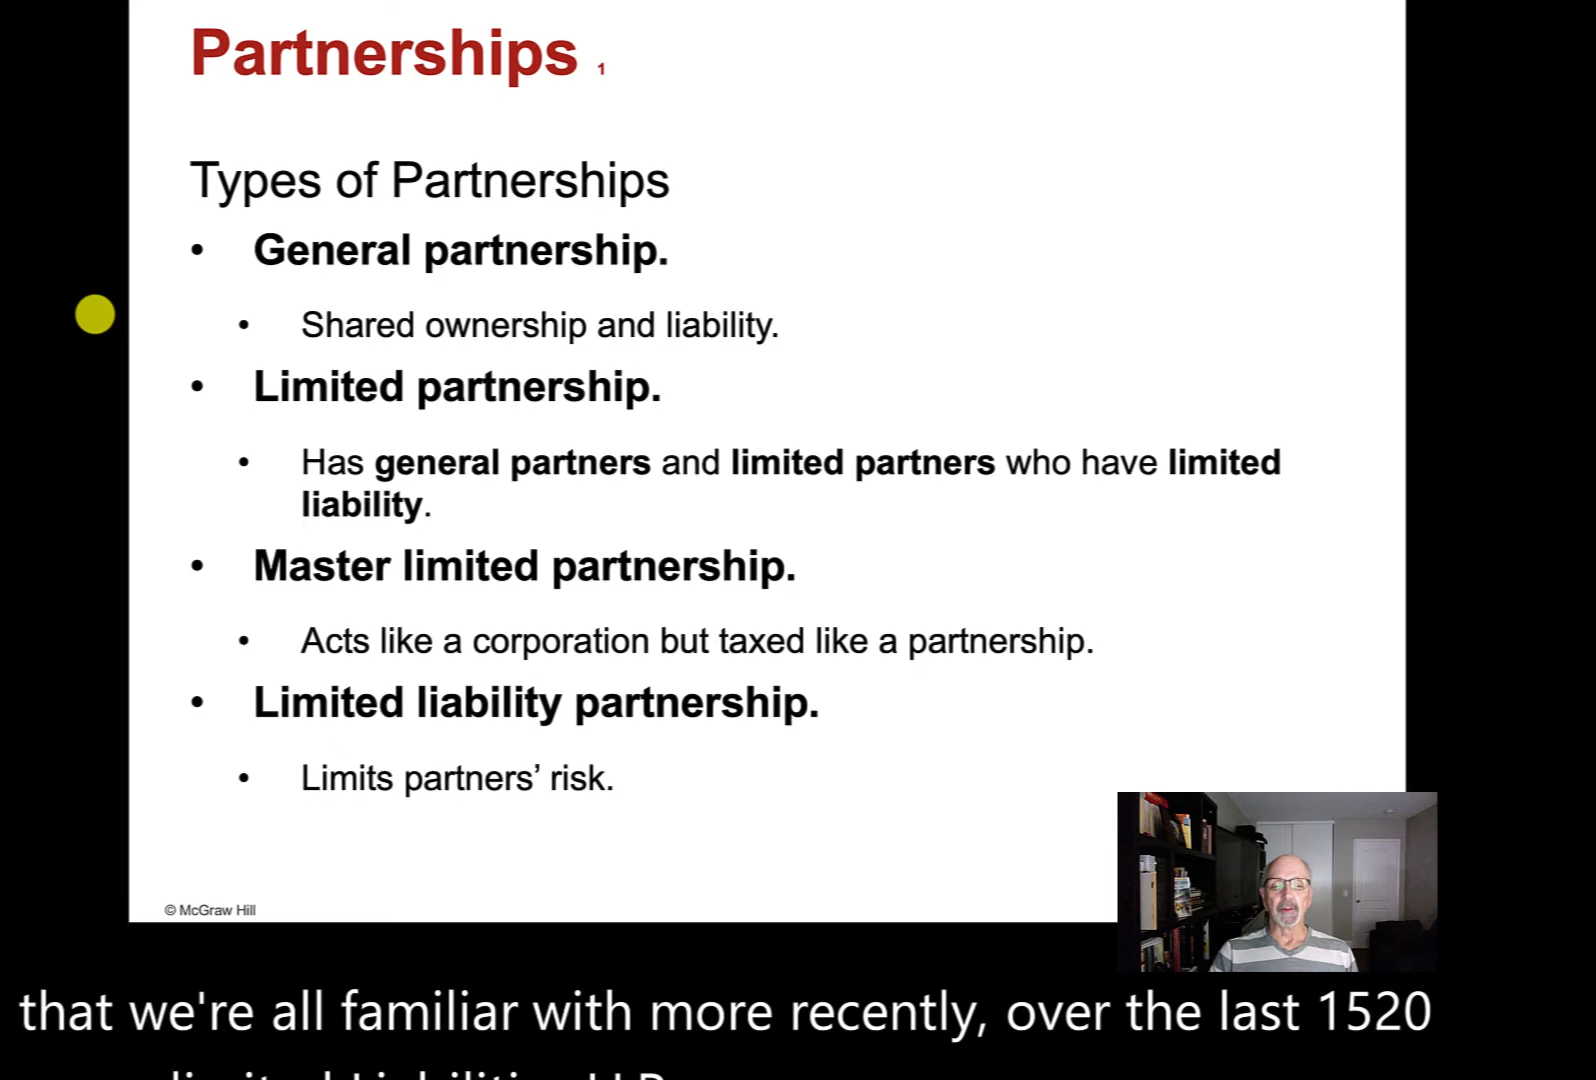 Partnerships 1
Types of Partnerships
• General partnership.
• Shared ownership and liability.
• Limited partnership.
• Has general partners and limited partners who have limited
liability.
• Master limited partnership.
• Acts like a corporation but taxed like a partnership.
• Limited liability partnership.
• Limits partners’ risk.
© McGraw Hill
that we're all familiar with more recently, over the last 1520